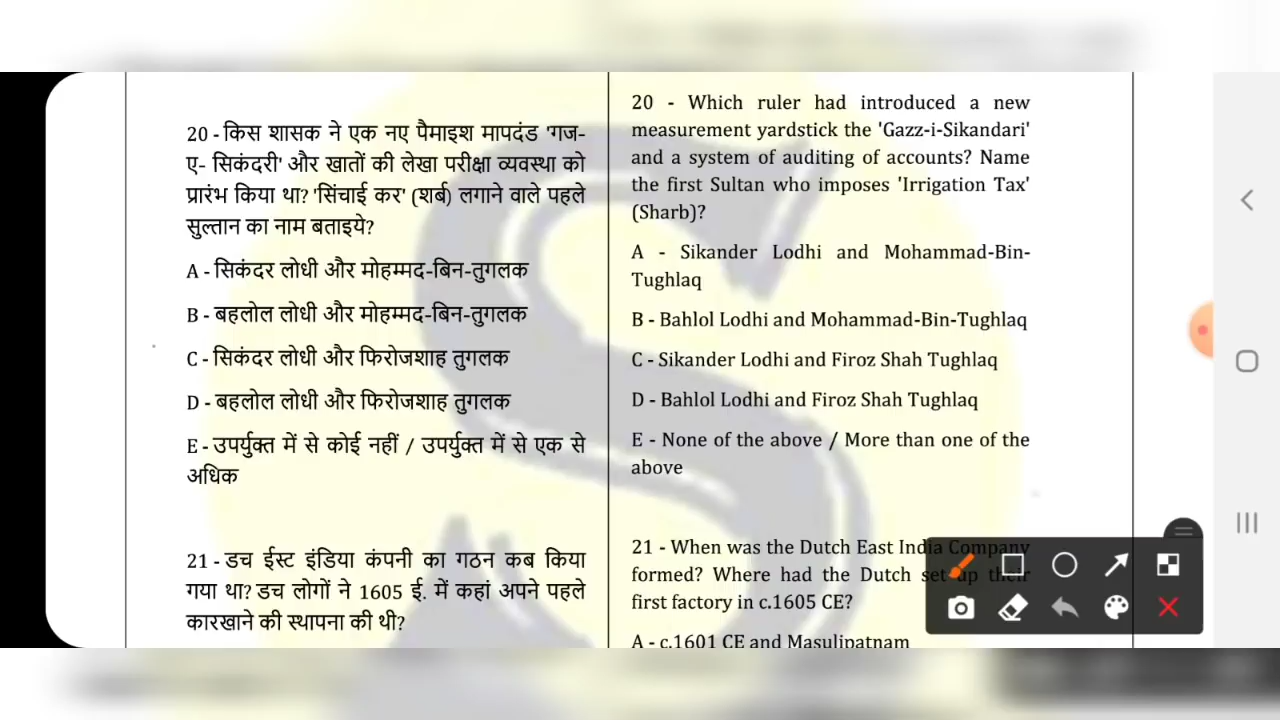 20 - किस शासक ने एक नए पैमाइश मापदंड 'गज-
ए- सिकंदरी' और खातों की लेखा परीक्षा व्यवस्था को
प्रारंभ किया था? 'सिंचाई कर' (शर्ब) लगाने वाले पहले
सुल्तान का नाम बताइये?
A - सिकंदर लोधी और मोहम्मद-बिन-तुगलक
B - बहलोल लोधी और मोहम्मद-बिन-तुगलक
C - सिकंदर लोधी और फिरोजशाह तुगलक
D - बहलोल लोधी और फिरोजशाह तुगलक
E - उपर्युक्त में से कोई नहीं / उपर्युक्त में से एक से
अधिक
21 - डच ईस्ट इंडिया कंपनी का गठन कब किया
गया था? डच लोगों ने 1605 ई. में कहां अपने पहले
कारखाने की स्थापना की थी?
20 - Which ruler had introduced a new
measurement yardstick the 'Gazz-i-Sikandari'
and a system of auditing of accounts? Name
the first Sultan who imposes 'Irrigation Tax'
(Sharb)?
A - Sikander Lodhi and Mohammad-Bin-
Tughlaq
B - Bahlol Lodhi and Mohammad-Bin-Tughlaq
C - Sikander Lodhi and Firoz Shah Tughlaq
D - Bahlol Lodhi and Firoz Shah Tughlaq
E - None of the above / More than one of the
above
21 - When was the Dutch East India Company
formed? Where had the Dutch set up their
first factory in c.1605 CE?
A - c.1601 CE and Masulipatnam